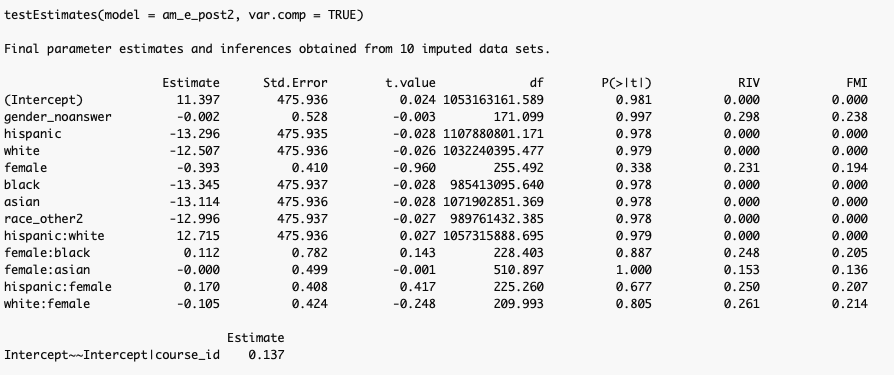 testEstimates(model = am_e_post2, var.comp = TRUE)
Final parameter estimates and inferences obtained from 10 imputed data sets.
Estimate Std.Error t.value df P(>|t|) RIV FMI
(Intercept) 11.397 475.936 0.024 1053163161.589 0.981 0.000 0.000
gender_noanswer -0.002 0.528 -0.003 171.099 0.997 0.298 0.238
hispanic -13.296 475.935 -0.028 1107880801.171 0.978 0.000 0.000
white -12.507 475.936 -0.026 1032240395.477 0.979 0.000 0.000
female -0.393 0.410 -0.960 255.492 0.338 0.231 0.194
black -13.345 475.937 -0.028 985413095.640 0.978 0.000 0.000
asian -13.114 475.936 -0.028 1071902851.369 0.978 0.000 0.000
race_other2 -12.996 475.937 -0.027 989761432.385 0.978 0.000 0.000
hispanic:white 12.715 475.936 0.027 1057315888.695 0.979 0.000 0.000
female:black 0.112 0.782 0.143 228.403 0.887 0.248 0.205
female:asian -0.000 0.499 -0.001 510.897 1.000 0.153 0.136
hispanic:female 0.170 0.408 0.417 225.260 0.677 0.250 0.207
white:female -0.105 0.424 -0.248 209.993 0.805 0.261 0.214
Estimate
Intercept~~Intercept|course_id 0.137